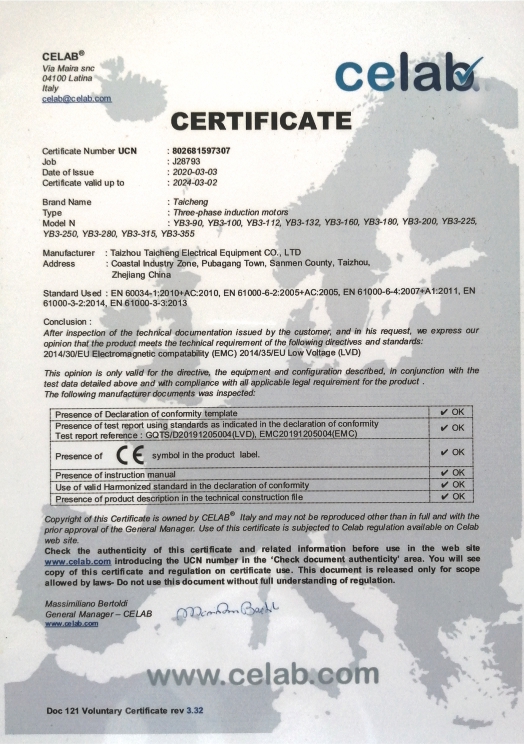 CELAB®
Via Maira snc
04100 Latina
Italy
celab@celab.com
celab
CERTIFICATE
Certificate Number UCN : 802681597307
Job : J28793
Date of Issue : 2020-03-03
Certificate valid up to : 2024-03-02
Brand Name : Taicheng
Type : Three-phase induction motors
Model N : YB3-90, YB3-100, YB3-112, YB3-132, YB3-160, YB3-180, YB3-200, YB3-225,
YB3-250, YB3-280, YB3-315, YB3-355
Manufacturer : Taizhou Taicheng Electrical Equipment CO., LTD
Address : Coastal Industry Zone, Pubagang Town, Sanmen County, Taizhou,
Zhejiang China
Standard Used : EN 60034-1:2010+AC:2010, EN 61000-6-2:2005+AC:2005, EN 61000-6-4:2007+A1:2011, EN
61000-3-2:2014, EN 61000-3-3:2013
Conclusion :
After inspection of the technical documentation issued by the customer, and in his request, we express our
opinion that the product meets the technical requirement of the following directives and standards:
2014/30/EU Electromagnetic compatability (EMC) 2014/35/EU Low Voltage (LVD)
This opinion is only valid for the directive, the equipment and configuration described, in conjunction with the
test data detailed above and with compliance with all applicable legal requirement for the product .
The following manufacturer documents was inspected:
Presence of Declaration of conformity template ✔ OK
Presence of test report using standards as indicated in the declaration of conformity
Test report reference : GQTS/D20191205004(LVD), EMC20191205004(EMC) ✔ OK
Presence of CE symbol in the product label. ✔ OK
Presence of instruction manual ✔ OK
Use of valid Harmonized standard in the declaration of conformity ✔ OK
Presence of product description in the technical construction file ✔ OK
Copyright of this Certificate is owned by CELAB® Italy and may not be reproduced other than in full and with the
prior approval of the General Manager. Use of this certificate is subjected to Celab regulation available on Celab
web site.
Check the authenticity of this certificate and related information before use in the web site
www.celab.com introducing the UCN number in the 'Check document authenticity' area. You will see
copy of this certificate and regulation on certificate use. This document is released only for scope
allowed by laws- Do not use this document without full understanding of regulation.
Massimiliano Bertoldi
General Manager – CELAB
www.celab.com
www.celab.com
Doc 121 Voluntary Certificate rev 3.32